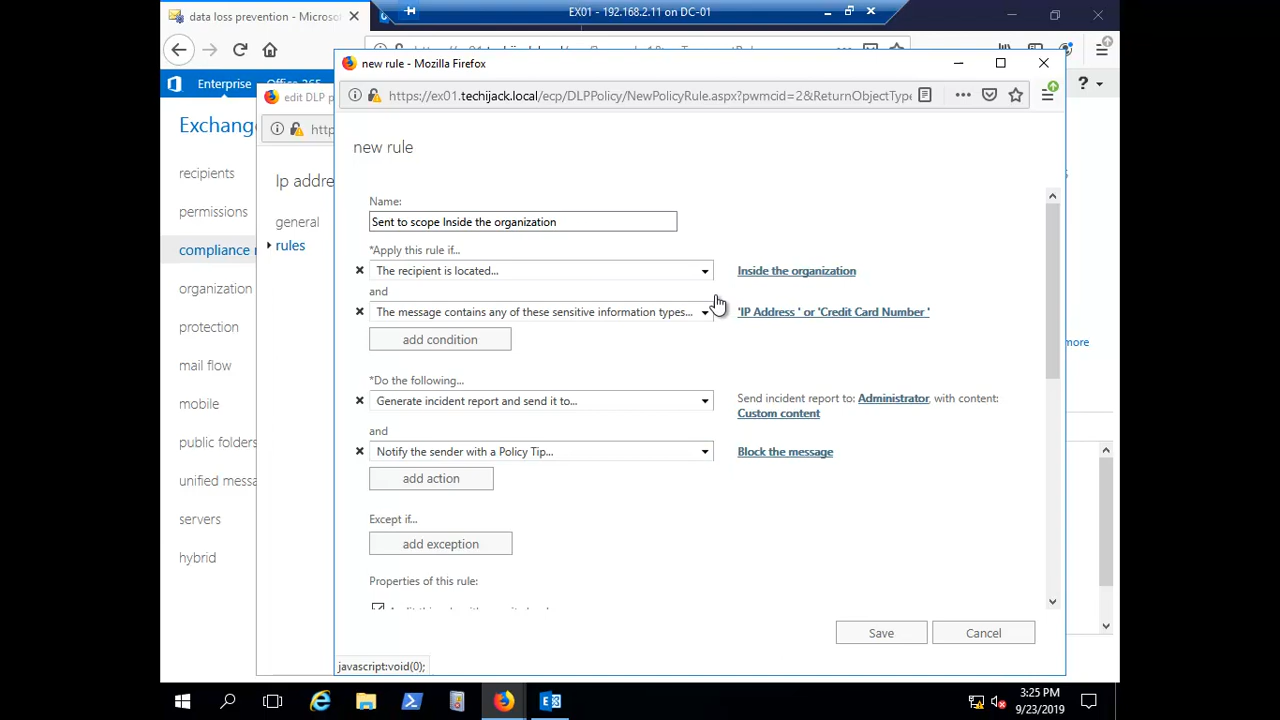 data loss prevention - Microso
EX01 - 192.168.2.11 on DC-01
new rule - Mozilla Firefox
Enterprise Office 365
edit DLP p
https://ex01.techijack.local/ecp/DLPPolicy/NewPolicyRule.aspx?pwmcid=2&ReturnObjectType
Exchang
http
new rule
recipients
Ip addre
Name:
permissions
general
Sent to scope Inside the organization
rules
compliance m
*Apply this rule if...
The recipient is located...
Inside the organization
organization
and
The message contains any of these sensitive information types...
'IP Address ' or 'Credit Card Number '
protection
add condition
more
mail flow
*Do the following...
Generate incident report and send it to...
Send incident report to: Administrator, with content:
Custom content
mobile
and
public folders
Notify the sender with a Policy Tip...
Block the message
unified messa
add action
servers
Except if...
add exception
hybrid
Properties of this rule:
Save
Cancel
javascript:void(0);
3:25 PM
9/23/2019